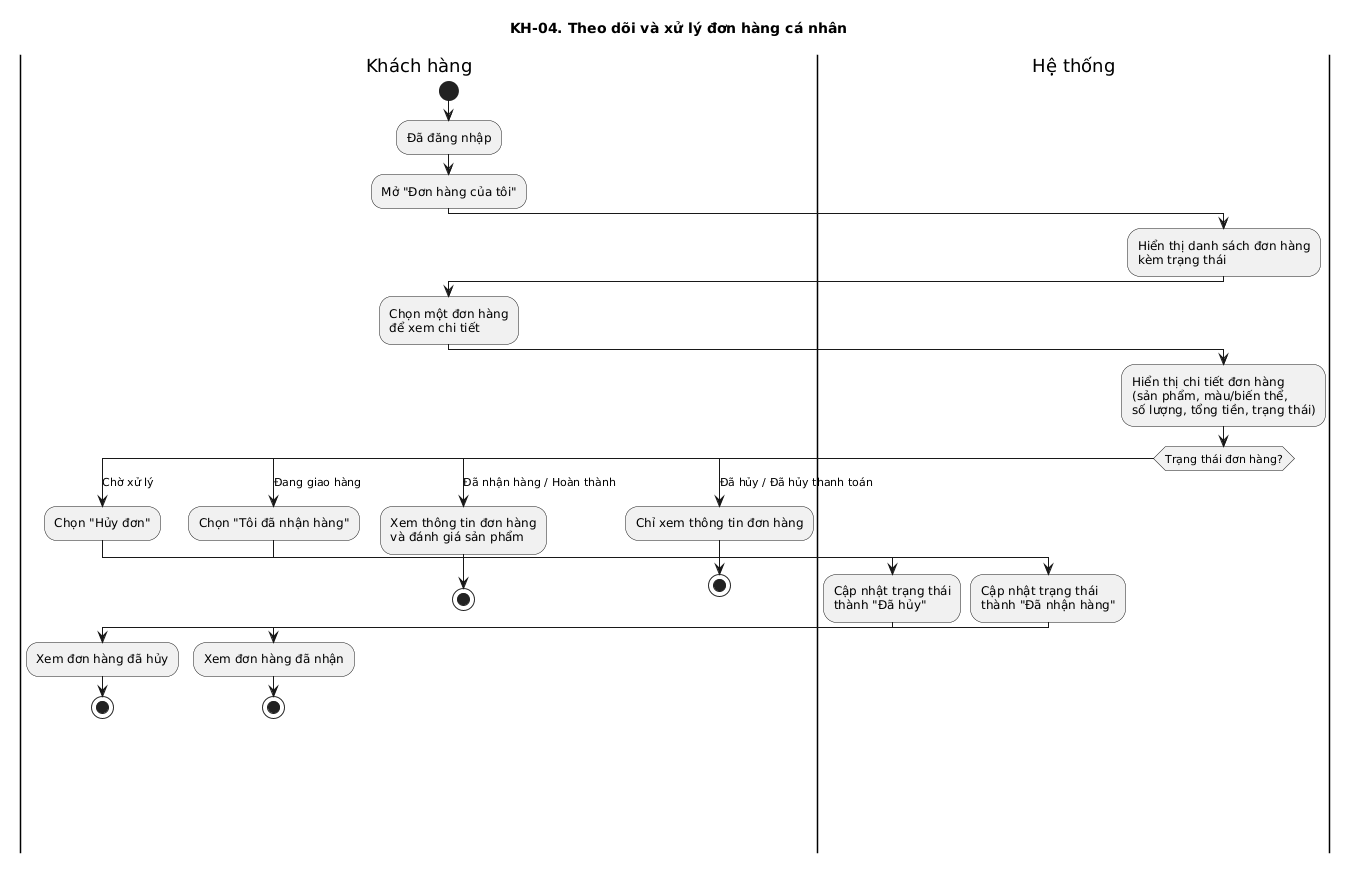 KH-04. Theo dõi và xử lý đơn hàng cá nhân
Khách hàng
Hệ thống
Đã đăng nhập
Mở "Đơn hàng của tôi"
Hiển thị danh sách đơn hàng
kèm trạng thái
Chọn một đơn hàng
để xem chi tiết
Hiển thị chi tiết đơn hàng
(sản phẩm, màu/biến thể,
số lượng, tổng tiền, trạng thái)
Trạng thái đơn hàng?
Chờ xử lý
Đang giao hàng
Đã nhận hàng / Hoàn thành
Đã hủy / Đã hủy thanh toán
Chọn "Hủy đơn"
Chọn "Tôi đã nhận hàng"
Xem thông tin đơn hàng
và đánh giá sản phẩm
Chỉ xem thông tin đơn hàng
Cập nhật trạng thái
thành "Đã hủy"
Cập nhật trạng thái
thành "Đã nhận hàng"
Xem đơn hàng đã hủy
Xem đơn hàng đã nhận